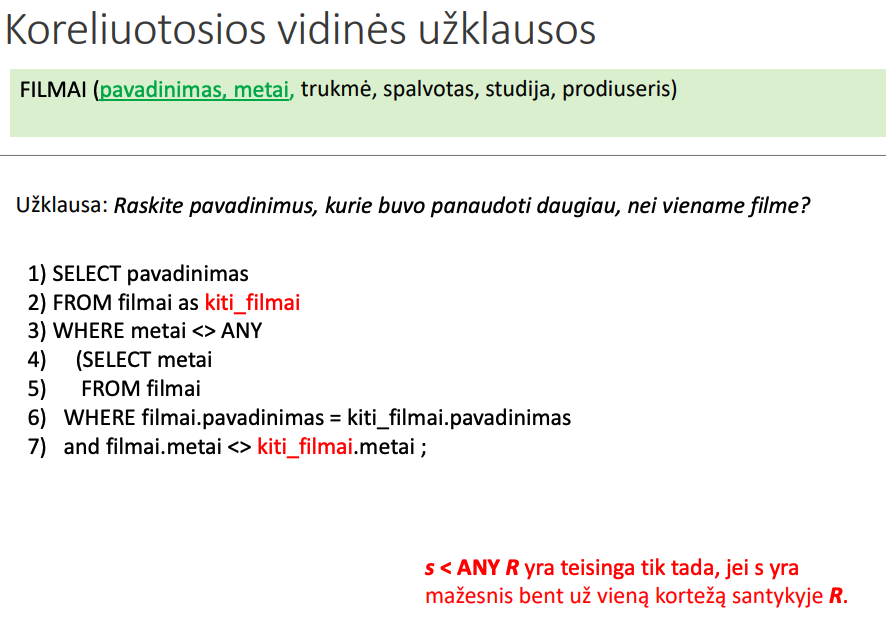 Koreliuotosios vidinės užklausos
FILMAI (pavadinimas, metai, trukmė, spalvotas, studija, prodiuseris)
Užklausa: Raskite pavadinimus, kurie buvo panaudoti daugiau, nei viename filme?
1) SELECT pavadinimas
2) FROM filmai as kiti_filmai
3) WHERE metai <> ANY
4) (SELECT metai
5) FROM filmai
6) WHERE filmai.pavadinimas = kiti_filmai.pavadinimas
7) and filmai.metai <> kiti_filmai.metai ;
s < ANY R yra teisinga tik tada, jei s yra
mažesnis bent už vieną kortežą santykyje R.